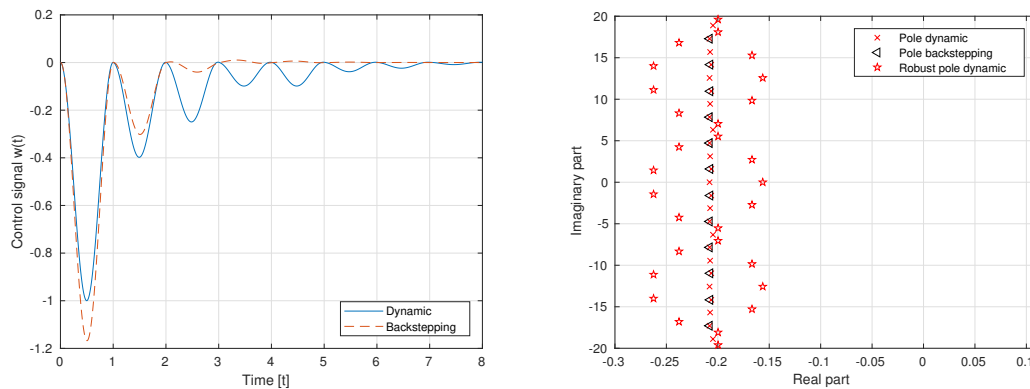 0
-0.2
-0.4
-0.6
-0.8
-1
-1.2
0 1 2 3 4 5 6 7 8
Control signal w(t)
Time [t]
Dynamic
Backstepping
20
15
10
5
0
-5
-10
-15
-20
-0.3 -0.25 -0.2 -0.15 -0.1 -0.05 0 0.05
Imaginary part
Real part
Pole dynamic
Pole backstepping
Robust pole dynamic